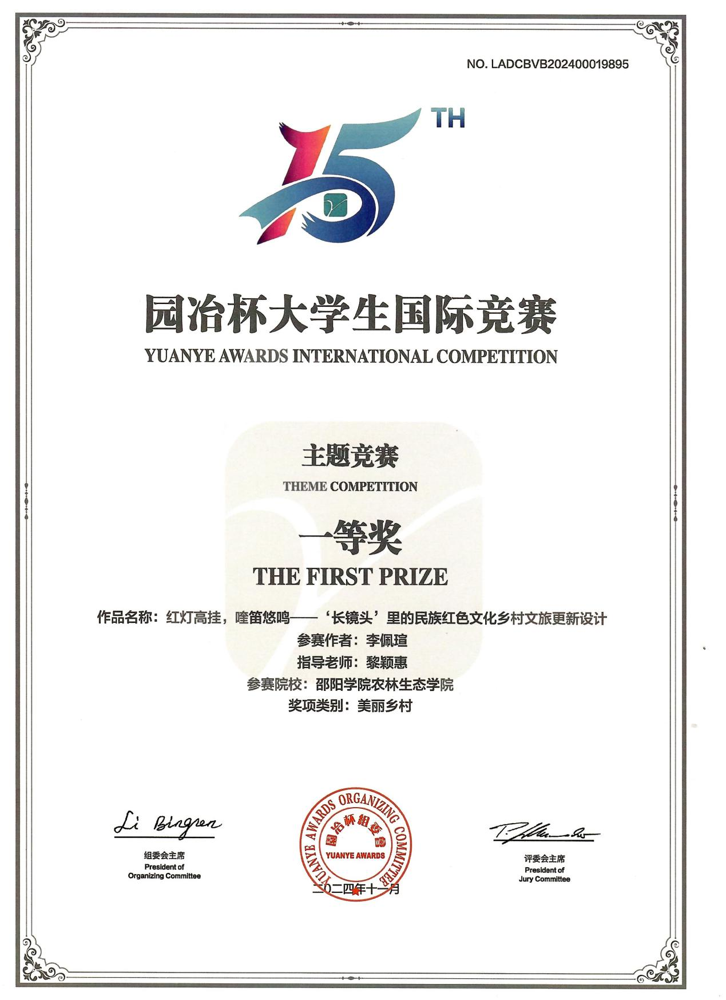 NO. LADCBVB202400019895
15 TH
园冶杯大学生国际竞赛
YUANYE AWARDS INTERNATIONAL COMPETITION
主题竞赛
THEME COMPETITION
一等奖
THE FIRST PRIZE
作品名称：红灯高挂，喹笛悠鸣——‘长镜头’里的民族红色文化乡村文旅更新设计
参赛作者：李佩瑄
指导老师：黎颖惠
参赛院校：邵阳学院农林生态学院
奖项类别：美丽乡村
Li Bingren
组委会主席
President of
Organizing Committee
YUANYE AWARDS ORGANIZING COMMITTEE
園冶杯組委會
YUANYE AWARDS
二〇二四年十一月
评委会主席
President of
Jury Committee